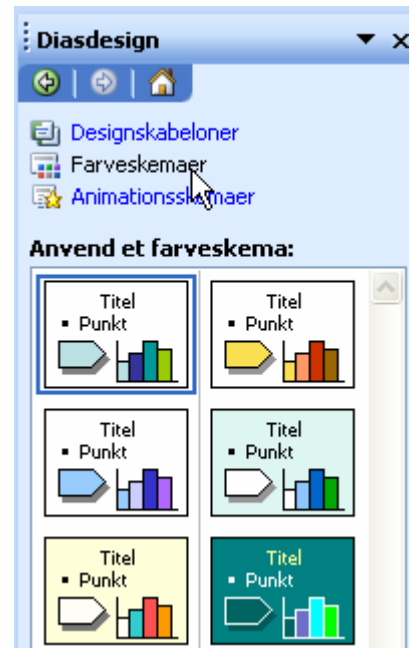 Diasdesign
Designskabeloner
Farveskemaer
Animationsskemaer
Anvend et farveskema:
Titel
▪ Punkt
Titel
▪ Punkt
Titel
▪ Punkt
Titel
▪ Punkt
Titel
▪ Punkt
Titel
▪ Punkt